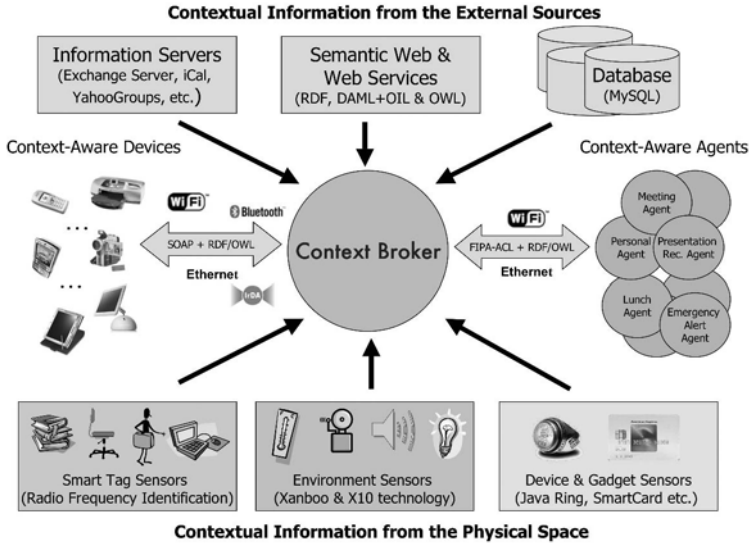 Contextual Information from the External Sources
Information Servers
(Exchange Server, iCal,
YahooGroups, etc.)
Semantic Web &
Web Services
(RDF, DAML+OIL & OWL)
Database
(MySQL)
Context-Aware Devices
Context-Aware Agents
WiFi™
Bluetooth™
SOAP + RDF/OWL
Ethernet
IrDA
Context Broker
WiFi™
FIPA-ACL + RDF/OWL
Ethernet
Meeting
Agent
Personal
Agent
Presentation
Rec. Agent
Lunch
Agent
Emergency
Alert
Agent
Smart Tag Sensors
(Radio Frequency Identification)
Environment Sensors
(Xanboo & X10 technology)
Device & Gadget Sensors
(Java Ring, SmartCard etc.)
Contextual Information from the Physical Space